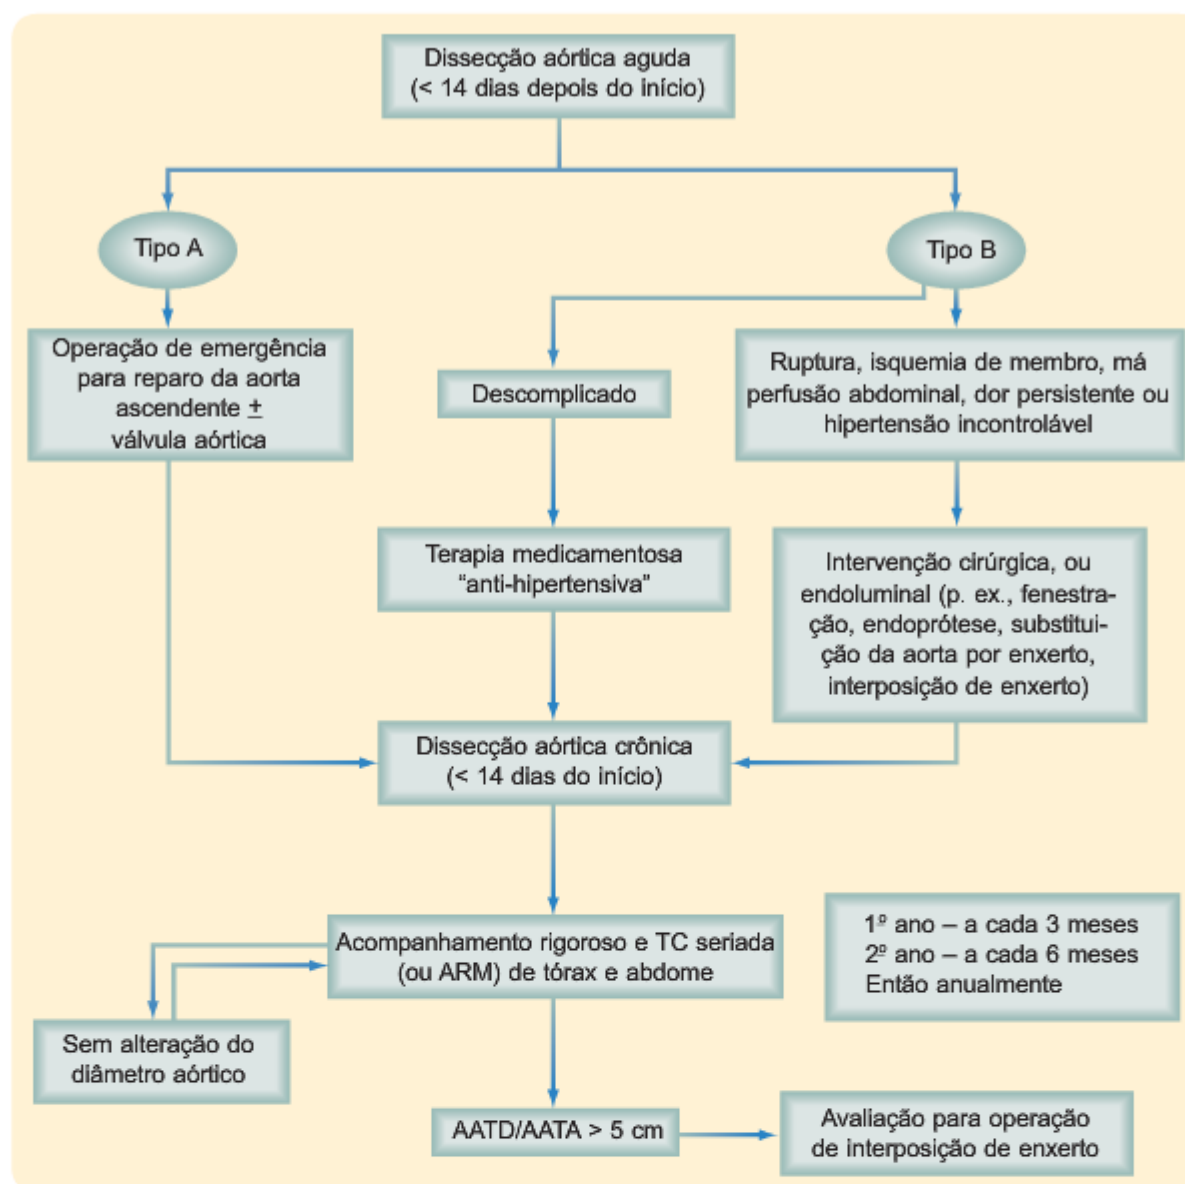 Dissecção aórtica aguda
(< 14 dias depois do início)
Tipo A
Tipo B
Operação de emergência
para reparo da aorta
ascendente ±
válvula aórtica
Descomplicado
Ruptura, isquemia de membro, má
perfusão abdominal, dor persistente ou
hipertensão incontrolável
Terapia medicamentosa
“anti-hipertensiva”
Intervenção cirúrgica, ou
endoluminal (p. ex., fenestra-
ção, endoprótese, substitui-
ção da aorta por enxerto,
interposição de enxerto)
Dissecção aórtica crônica
(< 14 dias do início)
Acompanhamento rigoroso e TC seriada
(ou ARM) de tórax e abdome
1º ano – a cada 3 meses
2º ano – a cada 6 meses
Então anualmente
Sem alteração do
diâmetro aórtico
AATD/AATA > 5 cm
Avaliação para operação
de interposição de enxerto